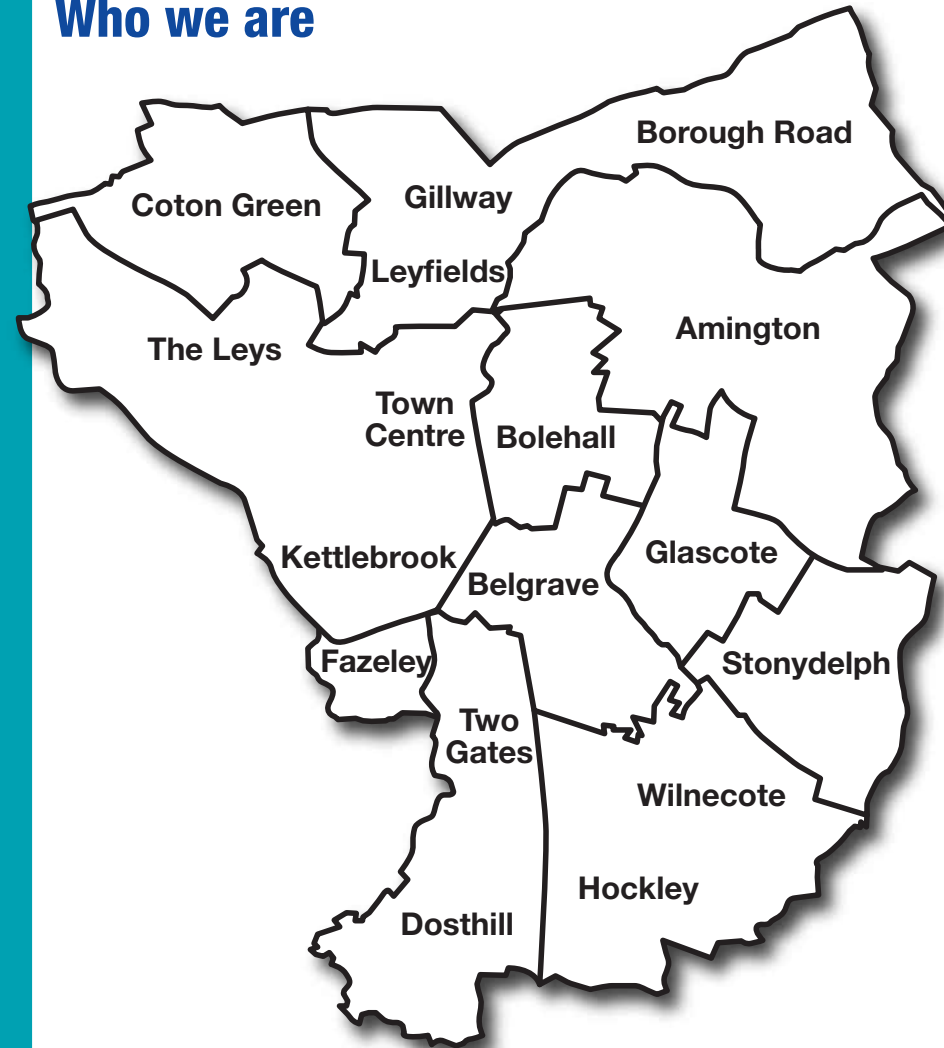 Who we are
Borough Road
Coton Green
Gillway
Leyfields
Amington
The Leys
Town
Centre
Bolehall
Kettlebrook
Belgrave
Glascote
Fazeley
Stonydelph
Two
Gates
Wilnecote
Hockley
Dosthill